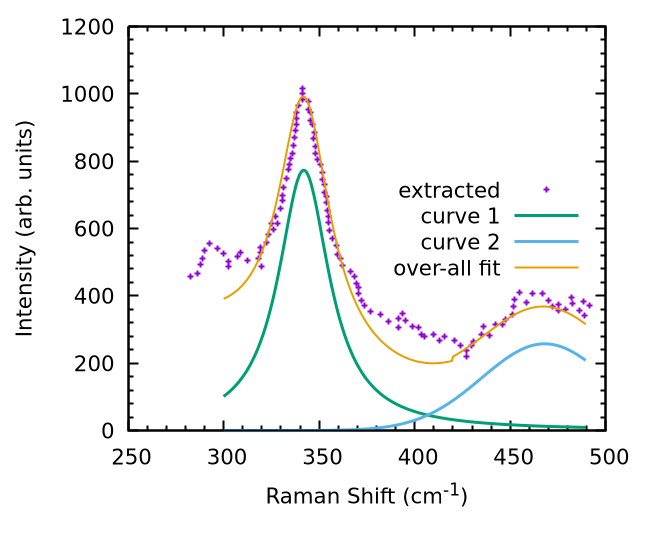 1200
1000
800
600
400
200
0
250 300 350 400 450 500
Intensity (arb. units)
Raman Shift (cm-1)
extracted
curve 1
curve 2
over-all fit